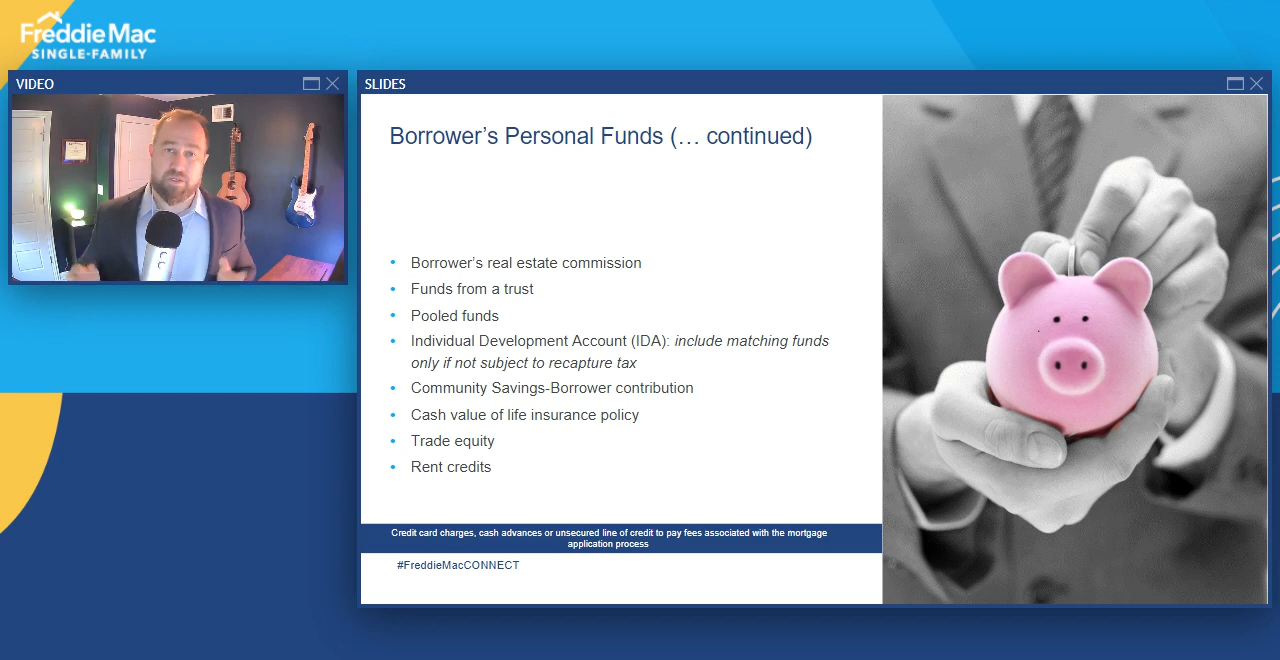 Freddie Mac
SINGLE-FAMILY
VIDEO
SLIDES
Borrower’s Personal Funds (… continued)
• Borrower’s real estate commission
• Funds from a trust
• Pooled funds
• Individual Development Account (IDA): include matching funds
only if not subject to recapture tax
• Community Savings-Borrower contribution
• Cash value of life insurance policy
• Trade equity
• Rent credits
Credit card charges, cash advances or unsecured line of credit to pay fees associated with the mortgage
application process
#FreddieMacCONNECT